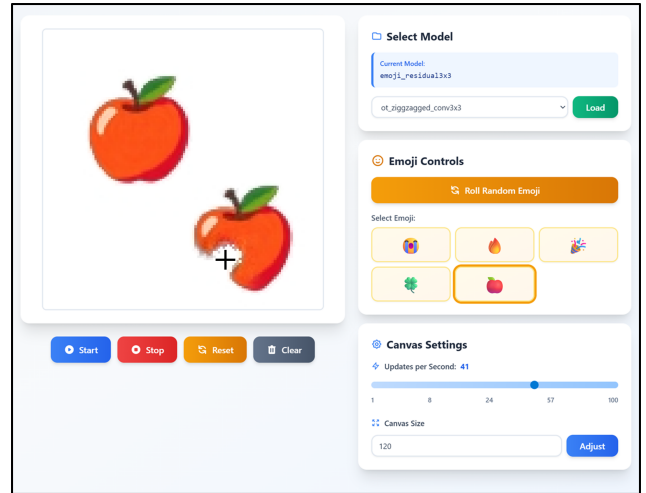 Select Model
Current Model:
emoji_residual3x3
ot_ziggzagged_conv3x3
Load
Emoji Controls
Roll Random Emoji
Select Emoji:
Start
Stop
Reset
Clear
Canvas Settings
Updates per Second: 41
1 8 24 57 100
Canvas Size
120
Adjust